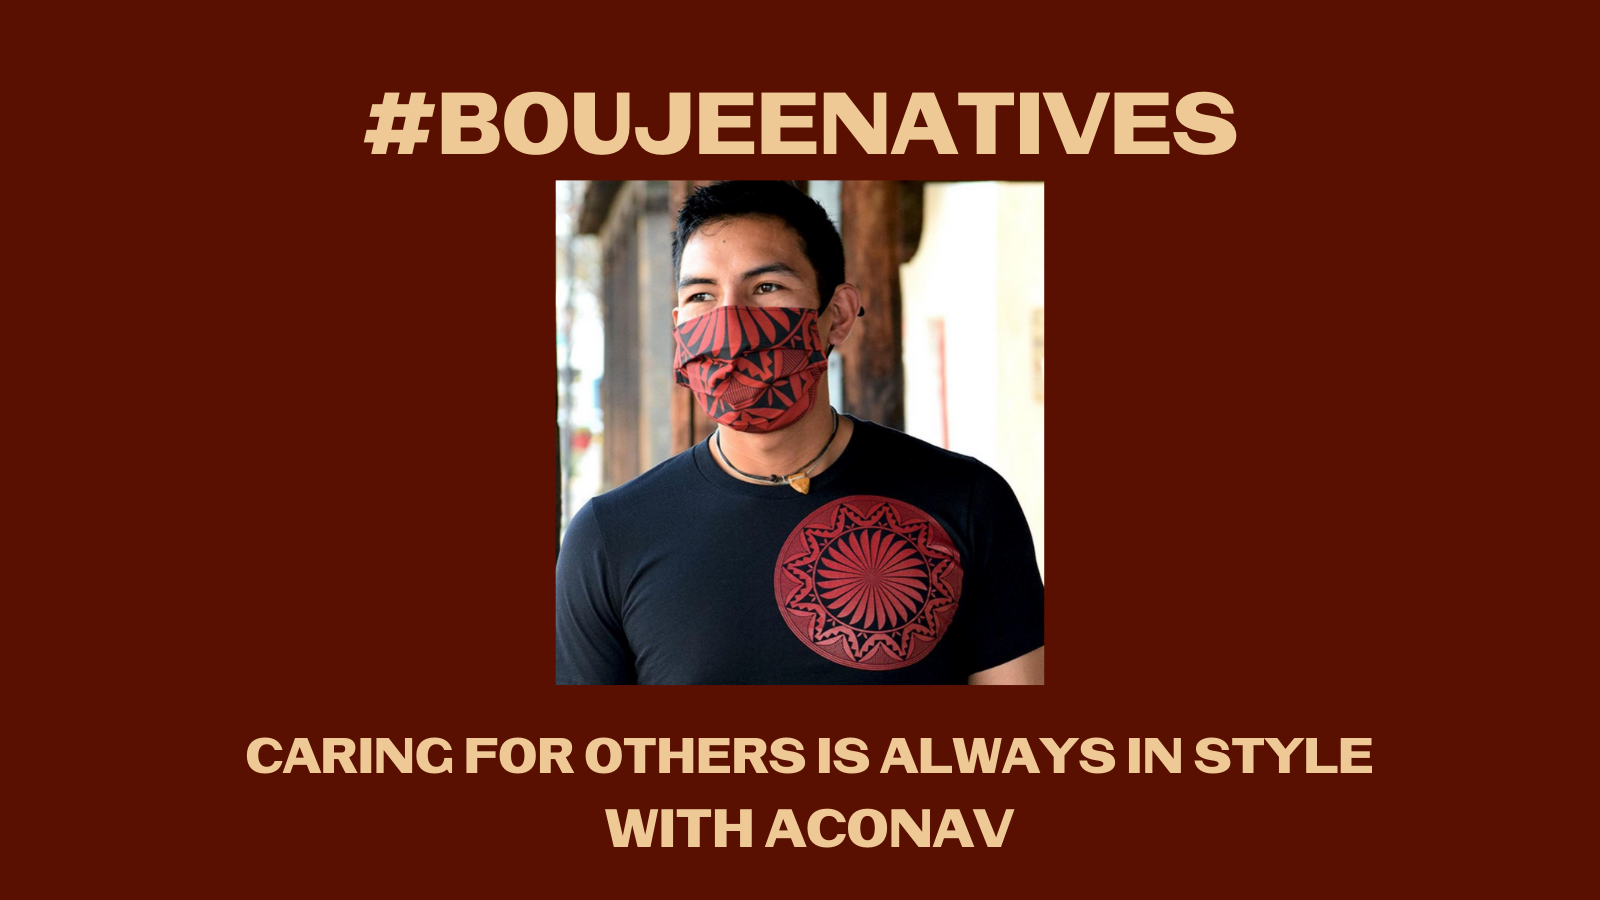 #BOUJEENATIVES
CARING FOR OTHERS IS ALWAYS IN STYLE
WITH ACONAV